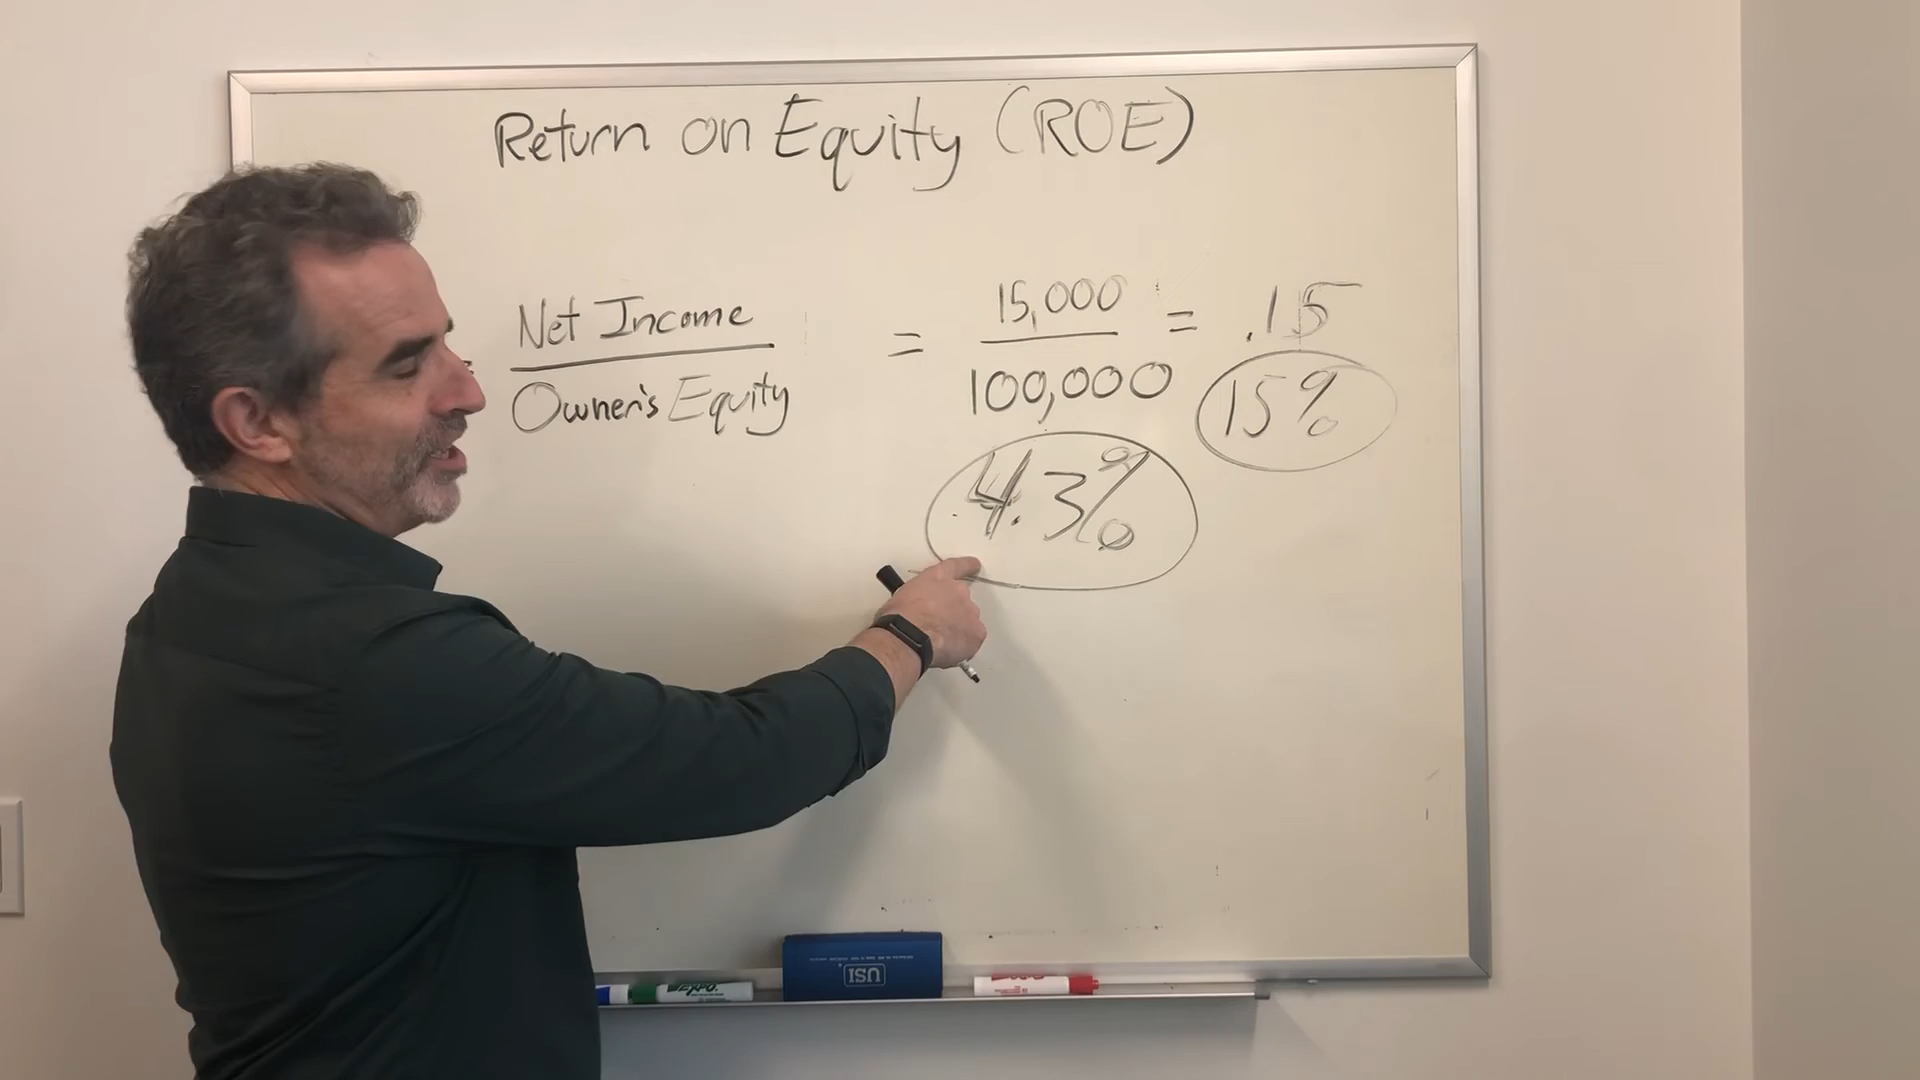 Return on Equity (ROE)
Net Income
Owner's Equity
= 15,000 = .15
100,000
15%
4.3%
EXPO
USI